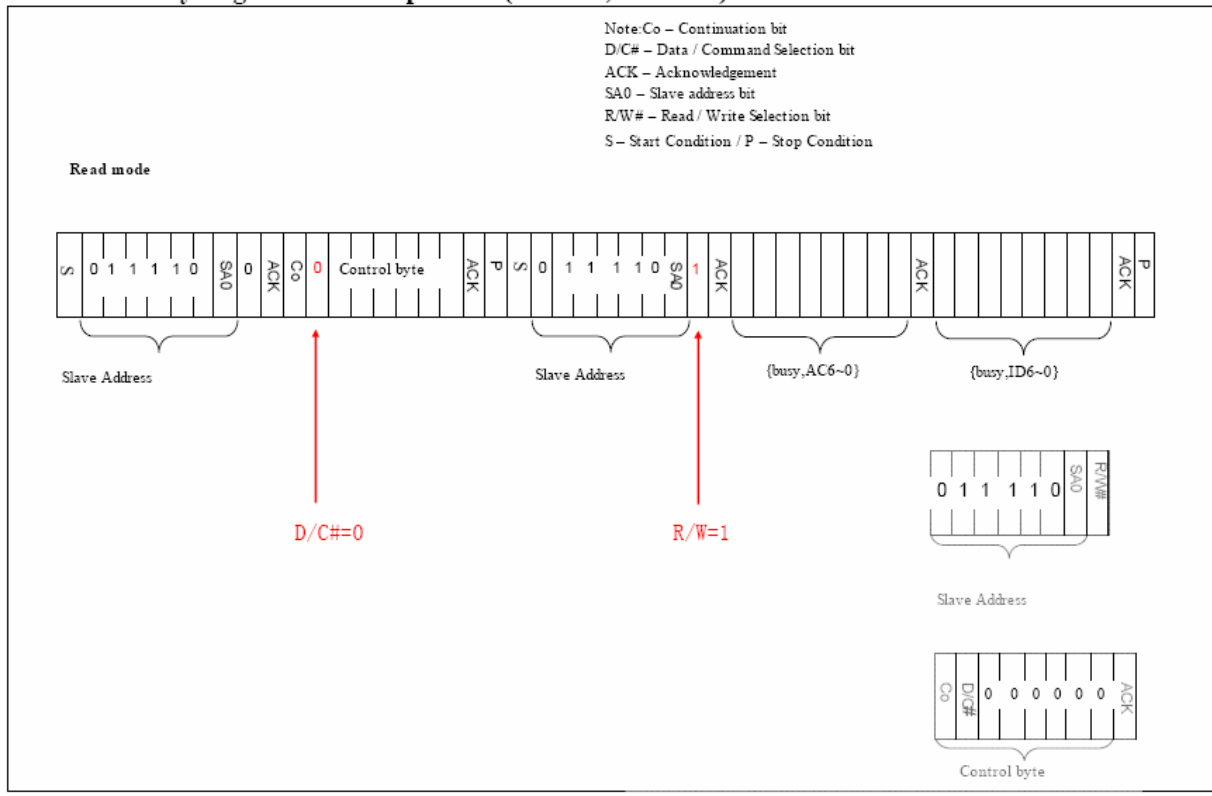 Note:Co – Continuation bit
D/C# – Data / Command Selection bit
ACK – Acknowledgement
SA0 – Slave address bit
R/W# – Read / Write Selection bit
S – Start Condition / P – Stop Condition
Read mode
S 0 1 1 1 1 0 SA0 0 ACK Co 0 Control byte ACK P S 0 1 1 1 1 0 SA0 1 ACK ACK ACK P
Slave Address
Slave Address
{busy,AC6~0}
{busy,ID6~0}
D/C#=0
R/W=1
0 1 1 1 1 0 SA0 R/W#
Slave Address
Co D/C# 0 0 0 0 0 0 ACK
Control byte